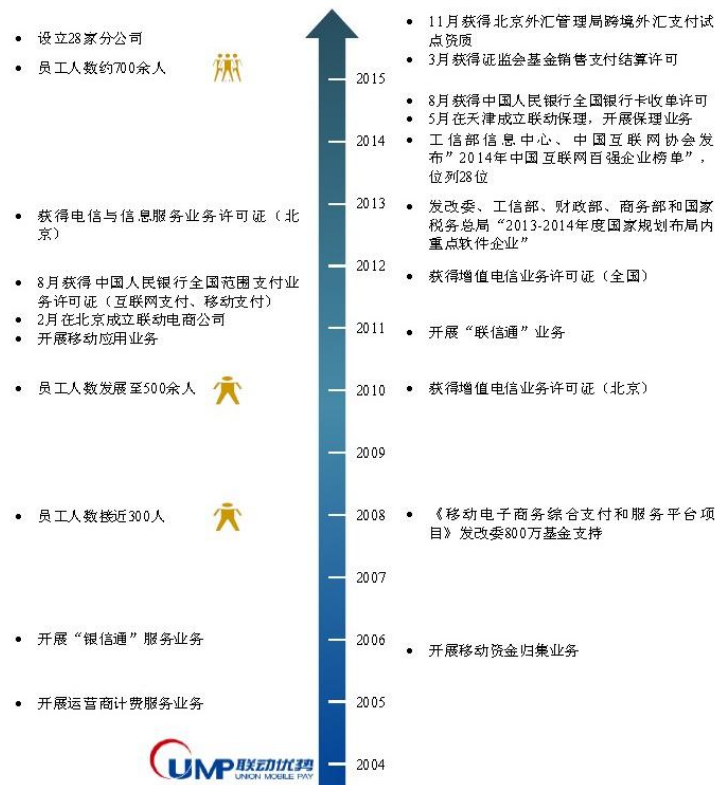 • 设立28家分公司
• 员工人数约700余人
• 获得电信与信息服务业务许可证（北
京）
• 8月获得中国人民银行全国范围支付业
务许可证（互联网支付、移动支付）
• 2月在北京成立联动电商公司
• 开展移动应用业务
• 员工人数发展至500余人
• 员工人数接近300人
• 开展“银信通”服务业务
• 开展运营商计费服务业务
UMP 联动优势
UNION MOBILE PAY
2015
2014
2013
2012
2011
2010
2009
2008
2007
2006
2005
2004
• 11月获得北京外汇管理局跨境外汇支付试
点资质
• 3月获得证监会基金销售支付结算许可
• 8月获得中国人民银行全国银行卡收单许可
• 5月在天津成立联动保理，开展保理业务
• 工信部信息中心、中国互联网协会发
布”2014年中国互联网百强企业榜单”，
位列28位
• 发改委、工信部、财政部、商务部和国家
税务总局“2013-2014年度国家规划布局内
重点软件企业”
• 获得增值电信业务许可证（全国）
• 开展“联信通”业务
• 获得增值电信业务许可证（北京）
• 《移动电子商务综合支付和服务平台项
目》发改委800万基金支持
• 开展移动资金归集业务